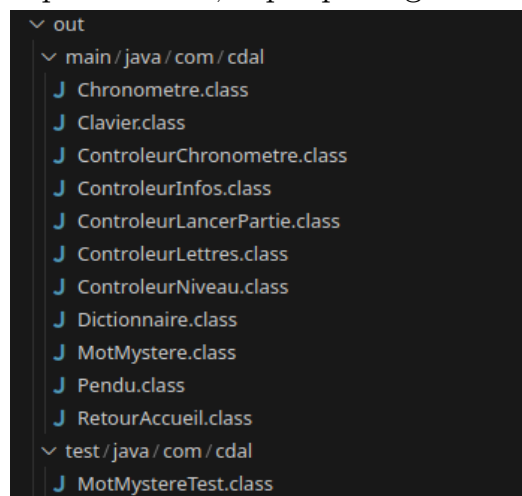 out
main/java/com/cdal
J Chronometre.class
J Clavier.class
J ControleurChronometre.class
J ControleurInfos.class
J ControleurLancerPartie.class
J ControleurLettres.class
J ControleurNiveau.class
J Dictionnaire.class
J MotMystere.class
J Pendu.class
J RetourAccueil.class
test/java/com/cdal
J MotMystereTest.class